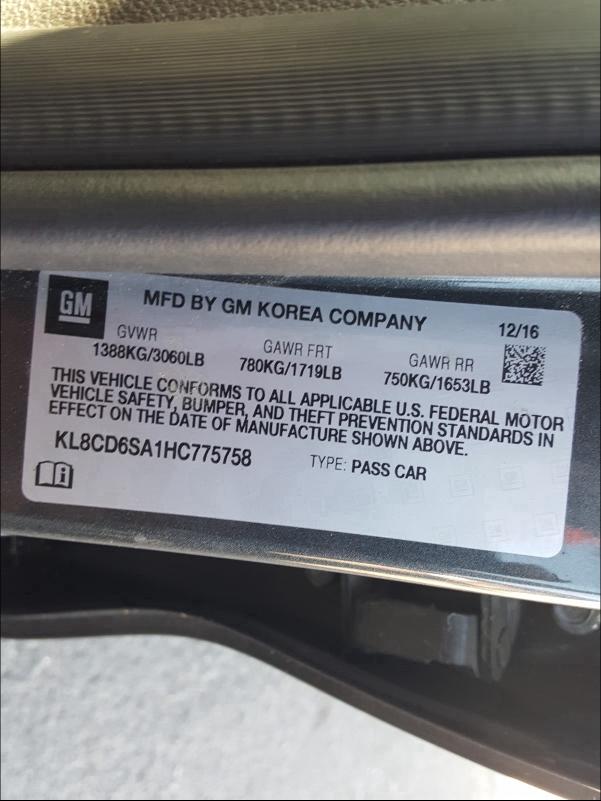 GM
MFD BY GM KOREA COMPANY
12/16
GVWR
1388KG/3060LB
GAWR FRT
780KG/1719LB
GAWR RR
750KG/1653LB
THIS VEHICLE CONFORMS TO ALL APPLICABLE U.S. FEDERAL MOTOR
VEHICLE SAFETY, BUMPER, AND THEFT PREVENTION STANDARDS IN
EFFECT ON THE DATE OF MANUFACTURE SHOWN ABOVE.
KL8CD6SA1HC775758
TYPE: PASS CAR